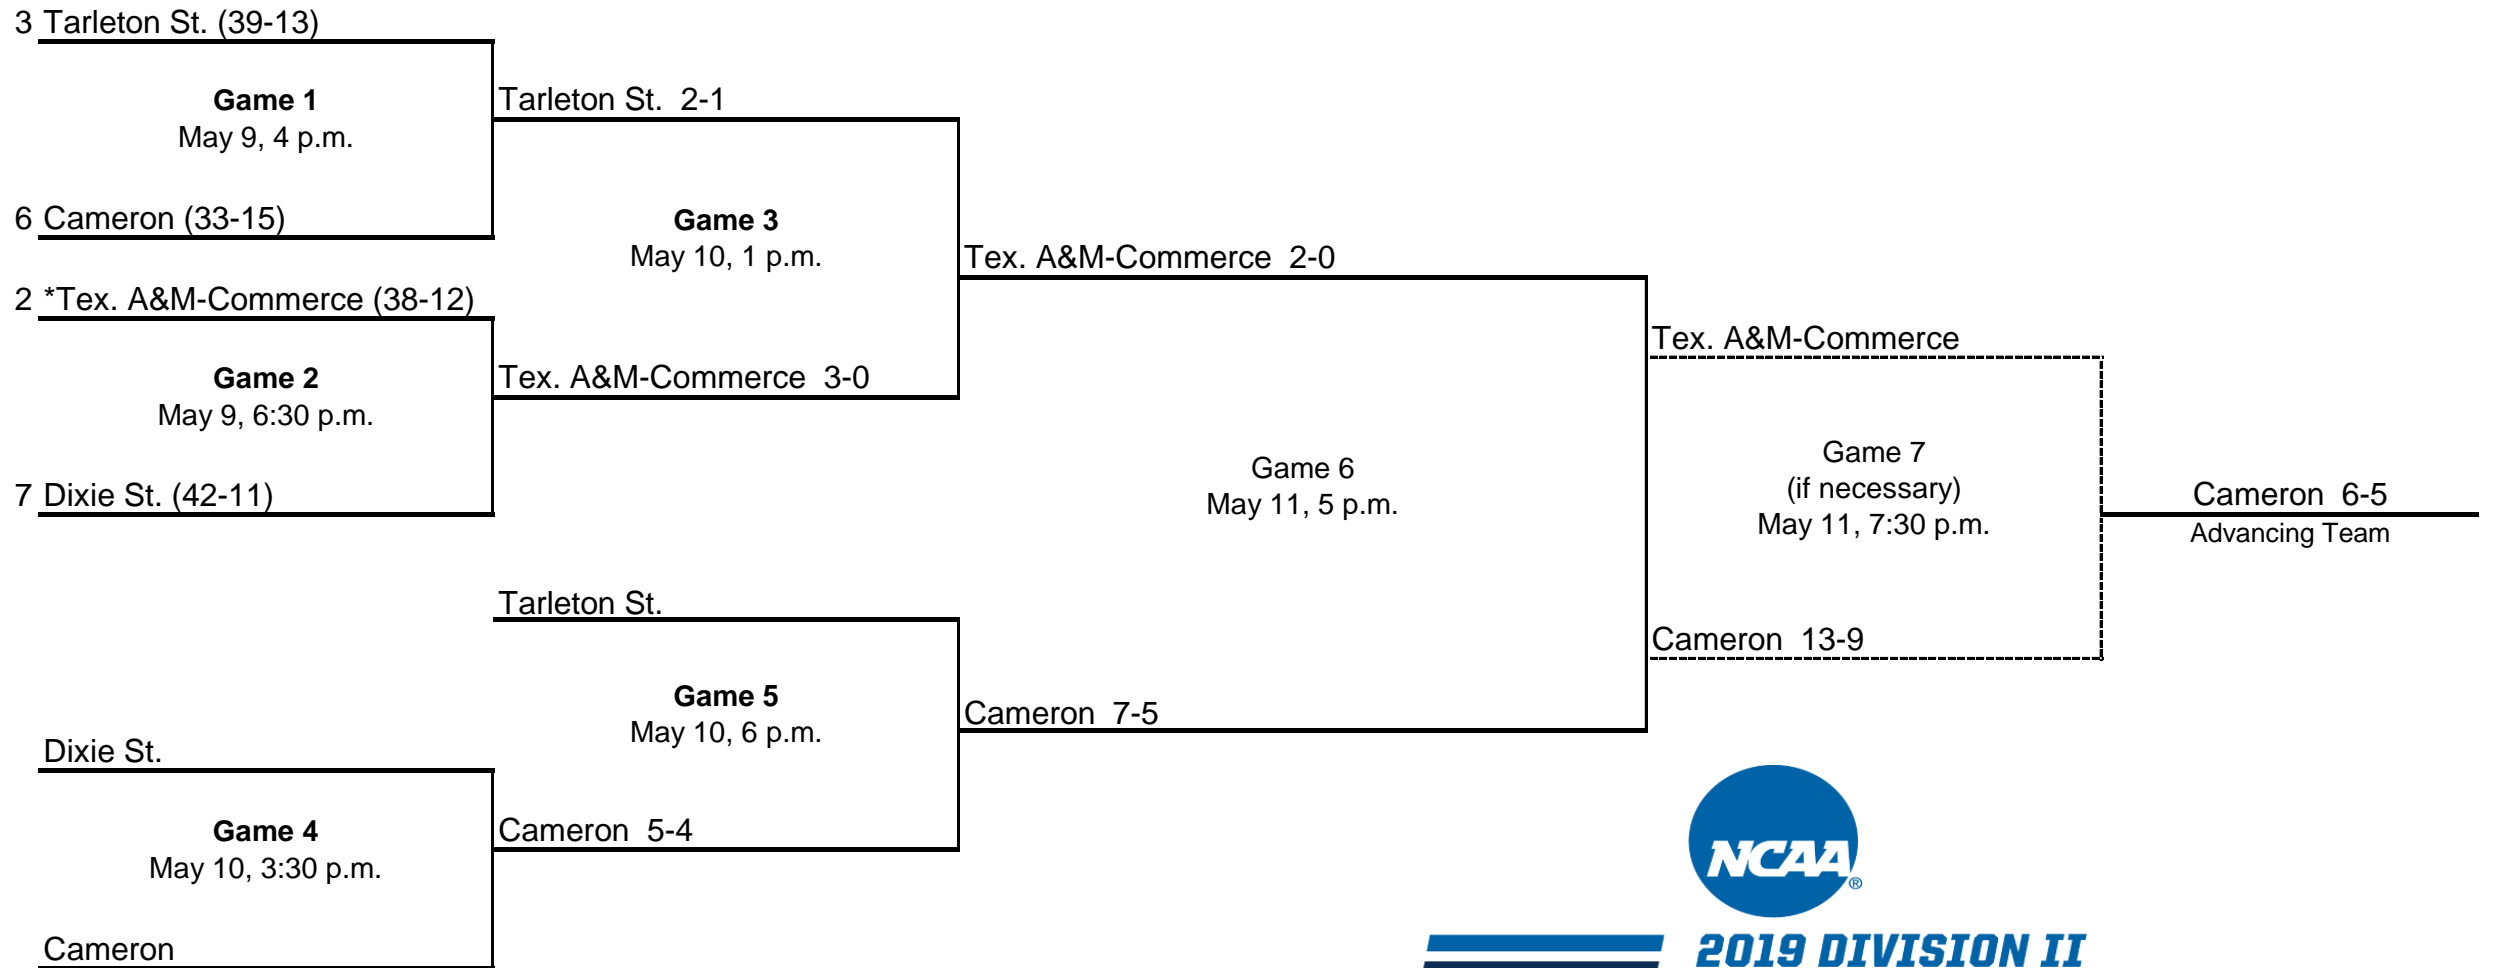 3 Tarleton St. (39-13)
Game 1
May 9, 4 p.m.
6 Cameron (33-15)
Tarleton St. 2-1
2 *Tex. A&M-Commerce (38-12)
Game 2
May 9, 6:30 p.m.
7 Dixie St. (42-11)
Tex. A&M-Commerce 3-0
Game 3
May 10, 1 p.m.
Tex. A&M-Commerce 2-0
Dixie St.
Game 4
May 10, 3:30 p.m.
Cameron
Tarleton St.
Game 5
May 10, 6 p.m.
Cameron 5-4
Cameron 7-5
Game 6
May 11, 5 p.m.
Tex. A&M-Commerce
Game 7
(if necessary)
May 11, 7:30 p.m.
Cameron 13-9
Cameron 6-5
Advancing Team
NCAA®
2019 DIVISION II